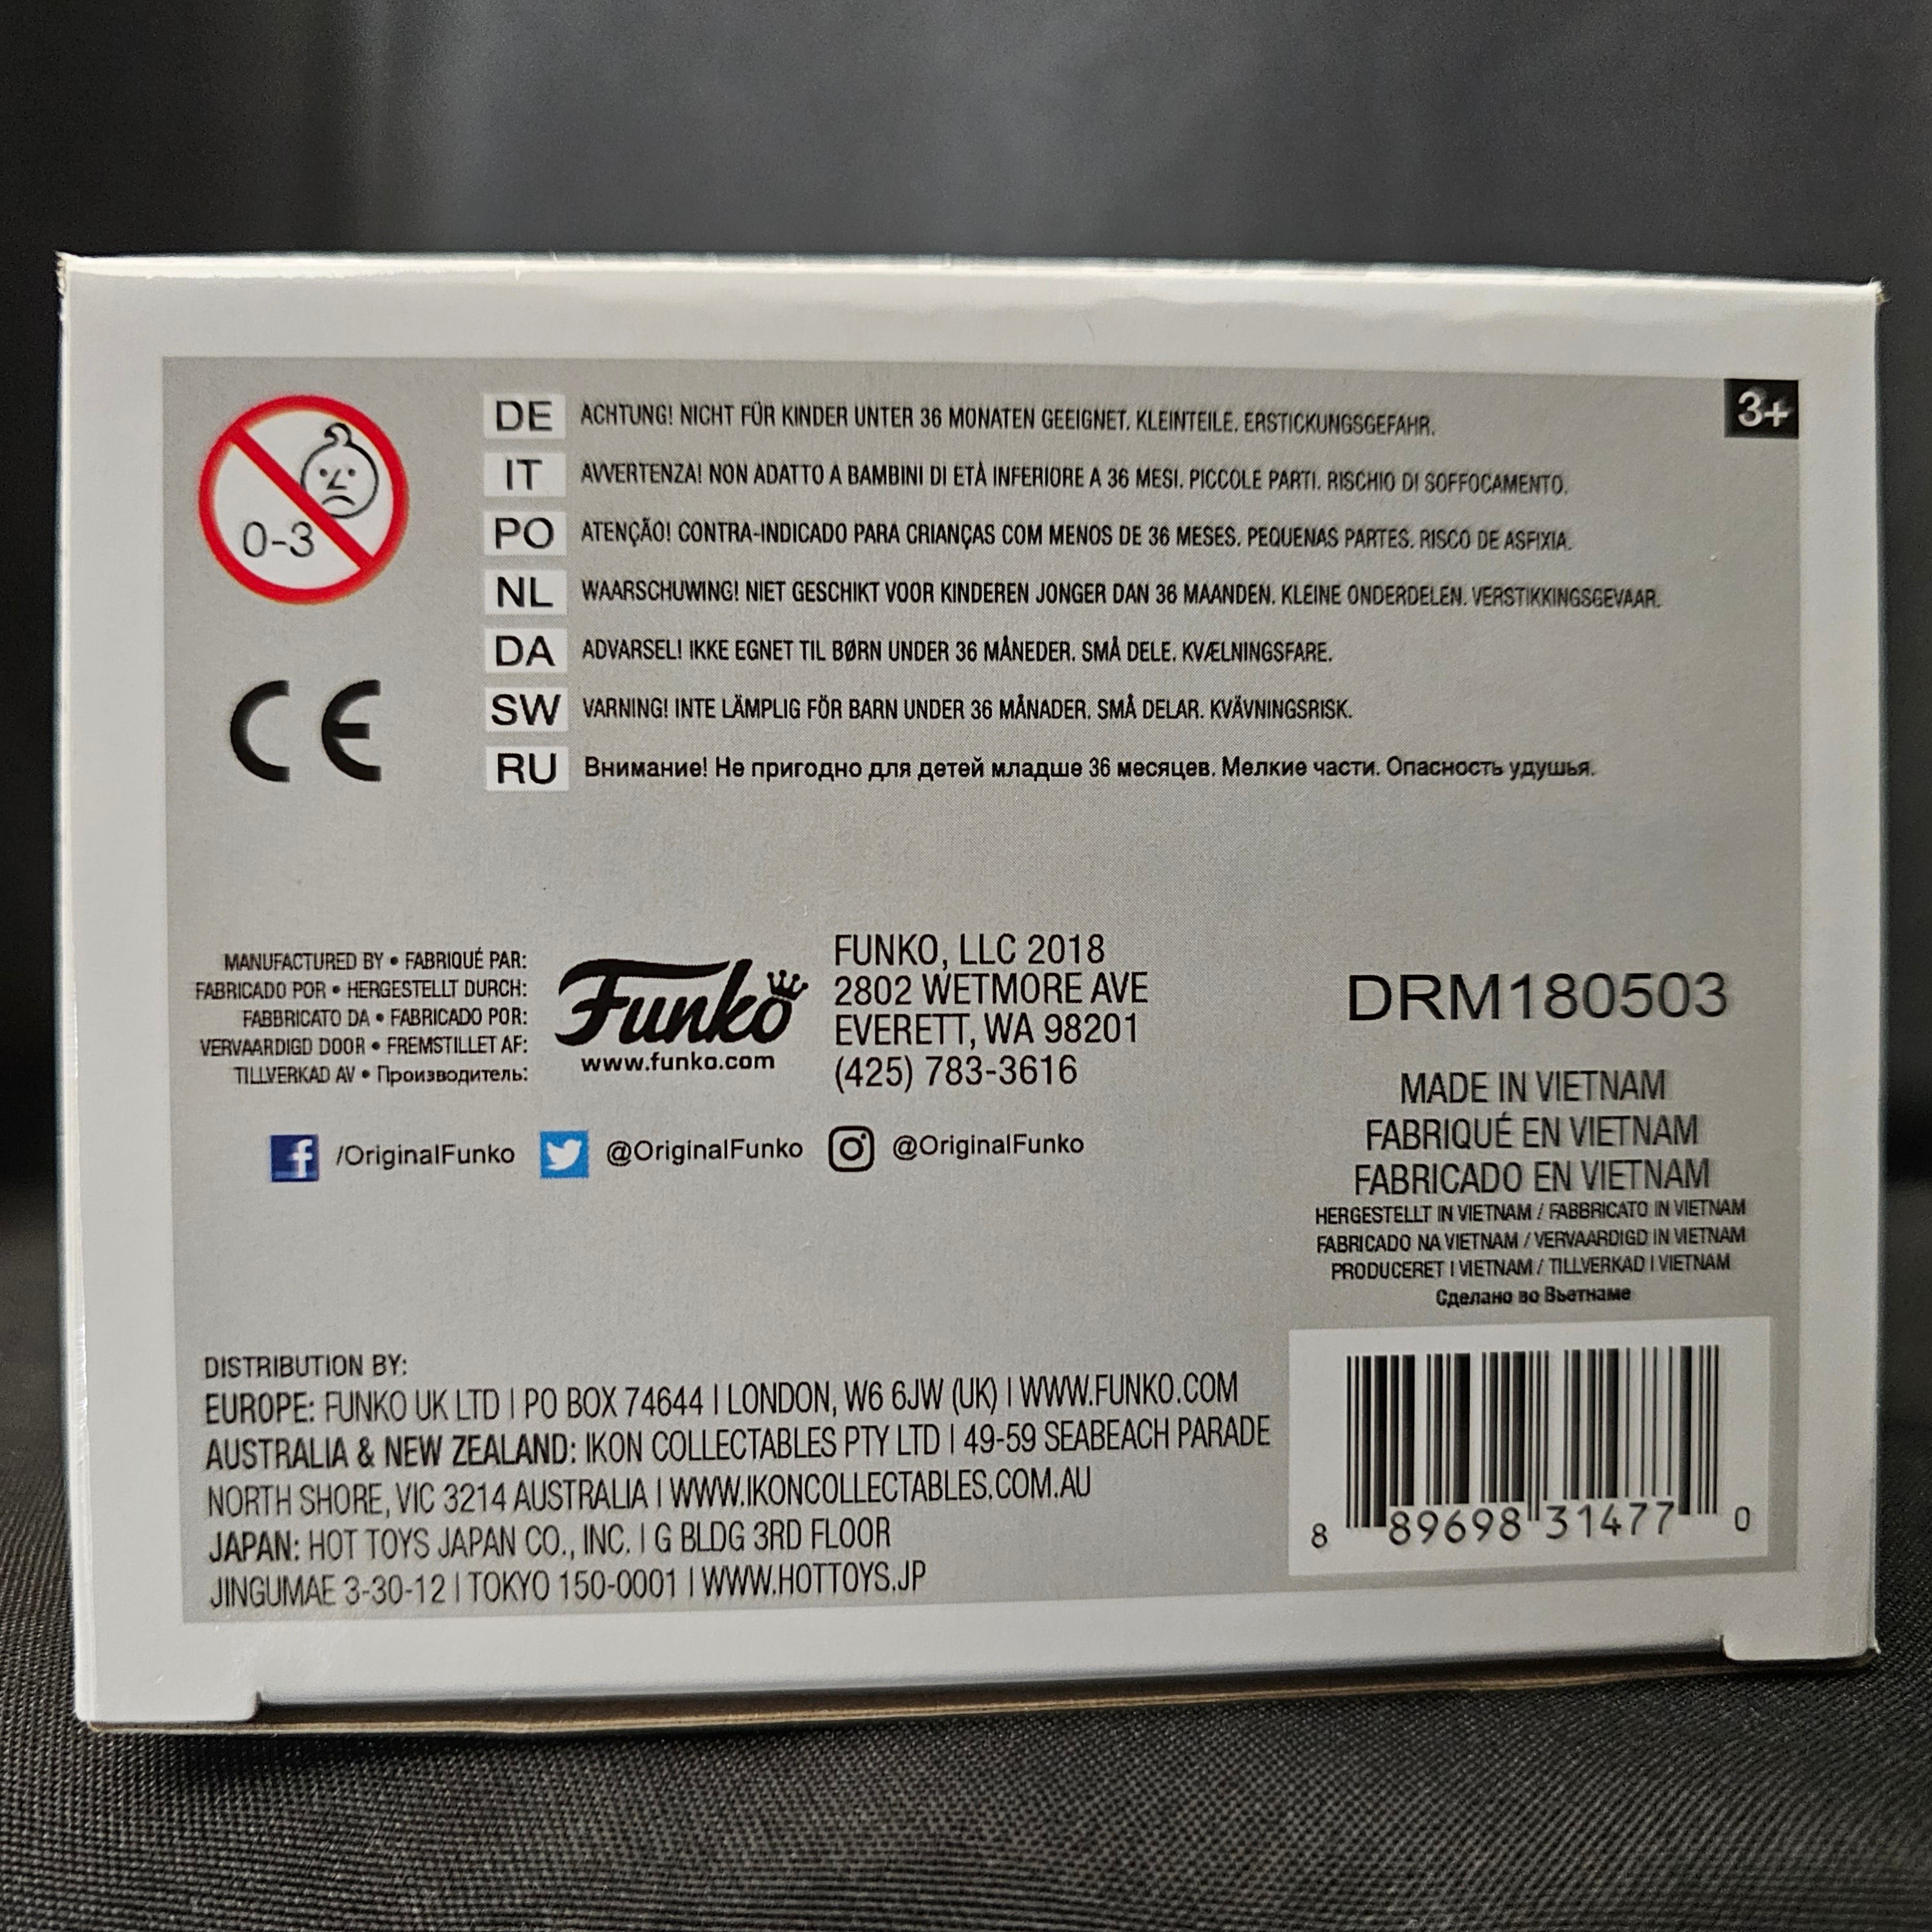 0-3
DE ACHTUNG! NICHT FÜR KINDER UNTER 36 MONATEN GEEIGNET. KLEINTEILE. ERSTICKUNGSGEFAHR.
3+
IT AVVERTENZA! NON ADATTO A BAMBINI DI ETÀ INFERIORE A 36 MESI. PICCOLE PARTI. RISCHIO DI SOFFOCAMENTO.
PO ATENÇÃO! CONTRA-INDICADO PARA CRIANÇAS COM MENOS DE 36 MESES. PEQUENAS PARTES. RISCO DE ASFIXIA.
NL WAARSCHUWING! NIET GESCHIKT VOOR KINDEREN JONGER DAN 36 MAANDEN. KLEINE ONDERDELEN. VERSTIKKINGSGEVAAR.
DA ADVARSEL! IKKE EGNET TIL BØRN UNDER 36 MÅNEDER. SMÅ DELE. KVÆLNINGSFARE.
SW VARNING! INTE LÄMPLIG FÖR BARN UNDER 36 MÅNADER. SMÅ DELAR. KVÄVNINGSRISK.
RU Внимание! Не пригодно для детей младше 36 месяцев. Мелкие части. Опасность удушья.
CE
MANUFACTURED BY • FABRIQUÉ PAR:
FABRICADO POR • HERGESTELLT DURCH:
FABBRICATO DA • FABRICADO POR:
VERVAARDIGD DOOR • FREMSTILLET AF:
TILLVERKAD AV • Производитель:
Funko
www.funko.com
FUNKO, LLC 2018
2802 WETMORE AVE
EVERETT, WA 98201
(425) 783-3616
/OriginalFunko @OriginalFunko @OriginalFunko
DRM180503
MADE IN VIETNAM
FABRIQUÉ EN VIETNAM
FABRICADO EN VIETNAM
HERGESTELLT IN VIETNAM / FABBRICATO IN VIETNAM
FABRICADO NA VIETNAM / VERVAARDIGD IN VIETNAM
PRODUCERET I VIETNAM / TILLVERKAD I VIETNAM
Сделано во Вьетнаме
DISTRIBUTION BY:
EUROPE: FUNKO UK LTD | PO BOX 74644 | LONDON, W6 6JW (UK) | WWW.FUNKO.COM
AUSTRALIA & NEW ZEALAND: IKON COLLECTABLES PTY LTD | 49-59 SEABEACH PARADE
NORTH SHORE, VIC 3214 AUSTRALIA | WWW.IKONCOLLECTABLES.COM.AU
JAPAN: HOT TOYS JAPAN CO., INC. | G BLDG 3RD FLOOR
JINGUMAE 3-30-12 | TOKYO 150-0001 | WWW.HOTTOYS.JP
8 89698 31477 0